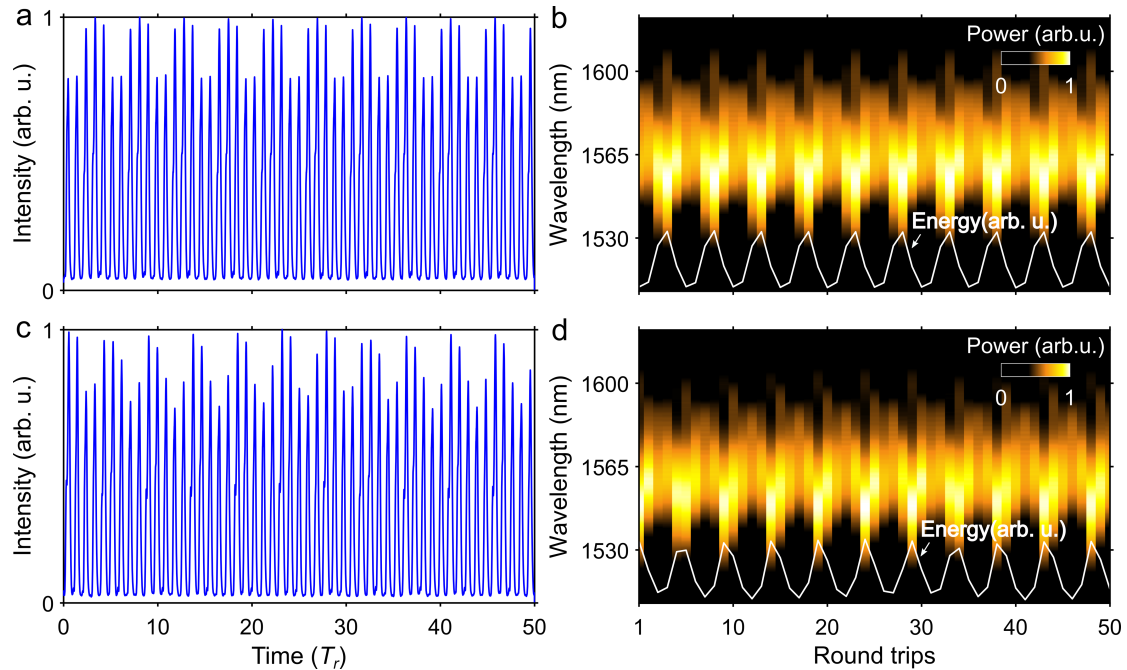 a
1
Intensity (arb. u.)
0
b
Power (arb.u.)
0 1
Wavelength (nm)
1600
1565
1530
Energy(arb. u.)
c
1
Intensity (arb. u.)
0
0 10 20 30 40 50
Time (Tr)
d
Power (arb.u.)
0 1
Wavelength (nm)
1600
1565
1530
Energy(arb. u.)
1 10 20 30 40 50
Round trips